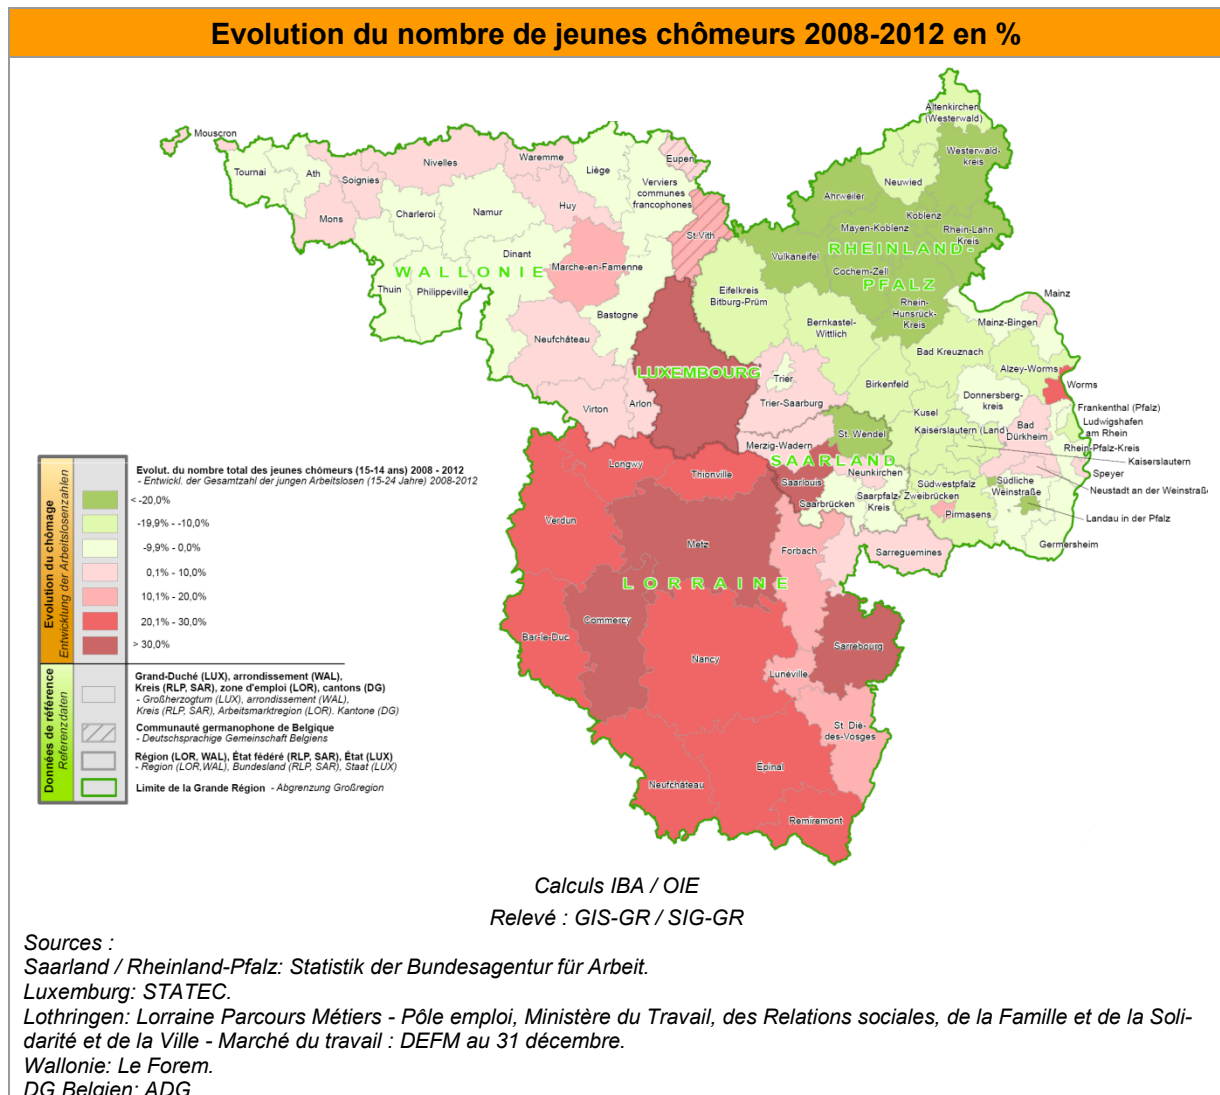 Evolution du nombre de jeunes chômeurs 2008-2012 en %
Mouscron
Tournai
Ath
Soignies
Mons
Nivelles
Waremme
Liège
Eupen
Verviers
communes
francophones
Huy
Charleroi
Namur
Dinant
Marche-en-Famenne
St.Vith
WALLONIE
Thuin
Philippeville
Bastogne
Neufchâteau
Virton
Arlon
LUXEMBOURG
Altenkirchen
(Westerwald)
Westerwald-
kreis
Neuwied
Ahrweiler
Koblenz
Mayen-Koblenz
Rhein-Lahn
Kreis
RHEINLAND-
PFALZ
Vulkaneifel
Cochem-Zell
Rhein-
Hunsrück-
Kreis
Eifelkreis
Bitburg-Prüm
Bernkastel-
Wittlich
Mainz
Mainz-Bingen
Bad Kreuznach
Alzey-Worms
Worms
Trier
Trier-Saarburg
Birkenfeld
Donnersberg-
kreis
Kusel
Kaiserslautern (Land)
Bad
Dürkheim
Frankenthal (Pfalz)
Ludwigshafen
am Rhein
Rhein-Pfalz-Kreis
Kaiserslautern
Speyer
Neustadt an der Weinstraße
Landau in der Pfalz
Germersheim
Südliche
Weinstraße
Südwestpfalz
Zweibrücken
Pirmasens
Merzig-Wadern
St. Wendel
SAARLAND
Neunkirchen
Saarlouis
Saarbrücken
Saarpfalz-
Kreis
Longwy
Thionville
Verdun
Metz
Forbach
Sarreguemines
LORRAINE
Bar-le-Duc
Commercy
Nancy
Lunéville
Sarrebourg
St. Dié-
des-Vosges
Epinal
Neufchâteau
Remiremont
Evolution du chômage
Entwicklung der Arbeitslosenzahlen
Evolut. du nombre total des jeunes chômeurs (15-14 ans) 2008 - 2012
- Entwickl. der Gesamtzahl der jungen Arbeitslosen (15-24 Jahre) 2008-2012
< -20,0%
-19,9% - -10,0%
-9,9% - 0,0%
0,1% - 10,0%
10,1% - 20,0%
20,1% - 30,0%
> 30,0%
Données de référence
Referenzdaten
Grand-Duché (LUX), arrondissement (WAL),
Kreis (RLP, SAR), zone d'emploi (LOR), cantons (DG)
- Großherzogtum (LUX), arrondissement (WAL),
Kreis (RLP, SAR), Arbeitsmarktregion (LOR). Kantone (DG)
Communauté germanophone de Belgique
- Deutschsprachige Gemeinschaft Belgiens
Région (LOR, WAL), État fédéré (RLP, SAR), État (LUX)
- Region (LOR,WAL), Bundesland (RLP, SAR), Staat (LUX)
Limite de la Grande Région - Abgrenzung Großregion
Calculs IBA / OIE
Relevé : GIS-GR / SIG-GR
Sources :
Saarland / Rheinland-Pfalz: Statistik der Bundesagentur für Arbeit.
Luxemburg: STATEC.
Lothringen: Lorraine Parcours Métiers - Pôle emploi, Ministère du Travail, des Relations sociales, de la Famille et de la Soli-
darité et de la Ville - Marché du travail : DEFM au 31 décembre.
Wallonie: Le Forem.
DG Belgien: ADG